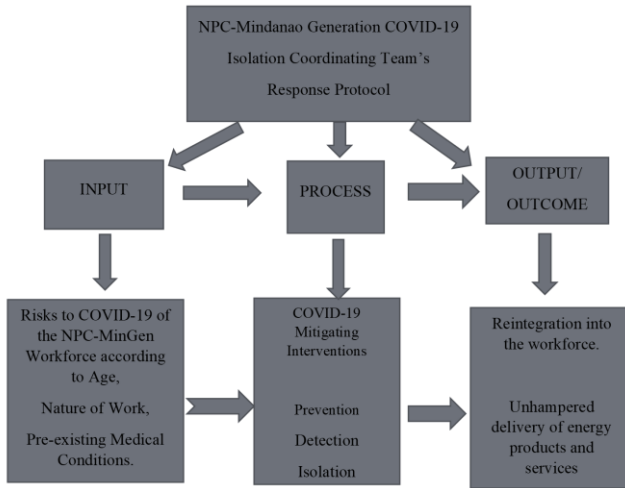 NPC-Mindanao Generation COVID-19
Isolation Coordinating Team's
Response Protocol
INPUT
PROCESS
OUTPUT/
OUTCOME
Risks to COVID-19 of
the NPC-MinGen
Workforce according
to Age,
Nature of Work,
Pre-existing Medical
Conditions.
COVID-19
Mitigating
Interventions
Prevention
Detection
Isolation
Reintegration into
the workforce.
Unhampered
delivery of energy
products and
services